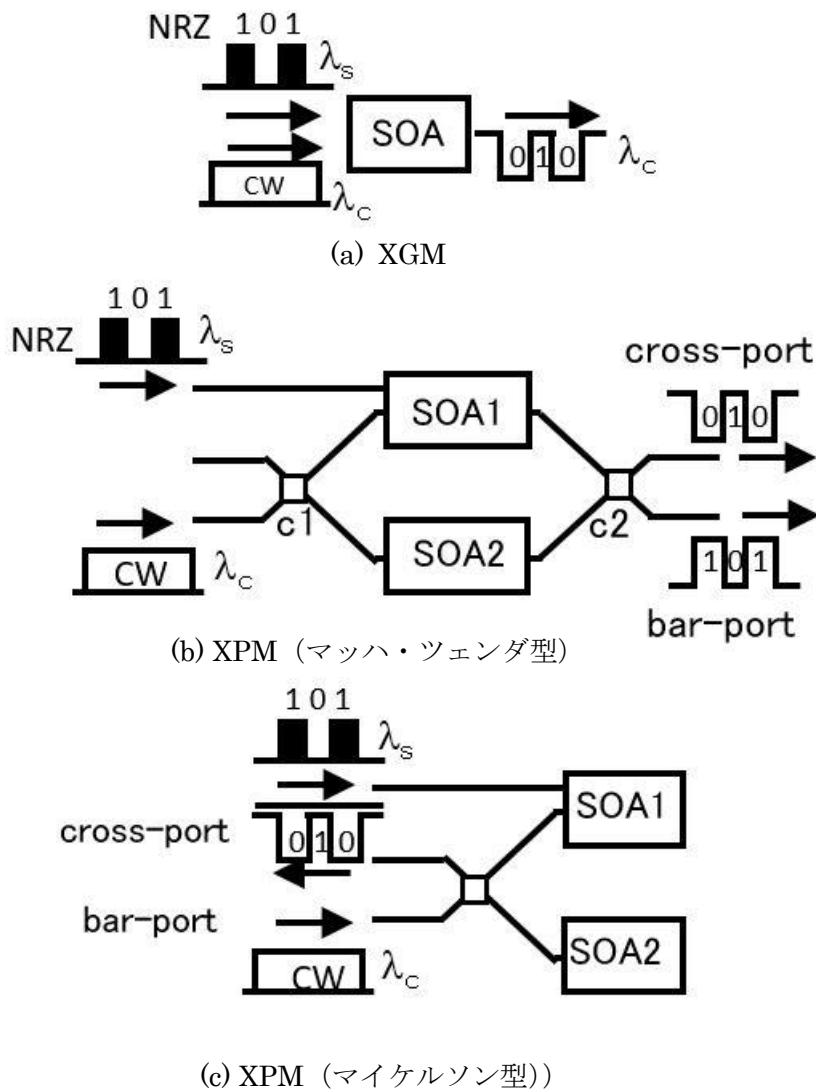 NRZ 1 0 1
λs
SOA
0 1 0
λc
CW
λc
(a) XGM
1 0 1
NRZ
λs
cross-port
0 1 0
SOA1
c1
c2
SOA2
CW
λc
1 0 1
bar-port
(b) XPM（マッハ・ツェンダ型）
1 0 1
λs
SOA1
cross-port
0 1 0
bar-port
CW
λc
SOA2
(c) XPM（マイケルソン型））